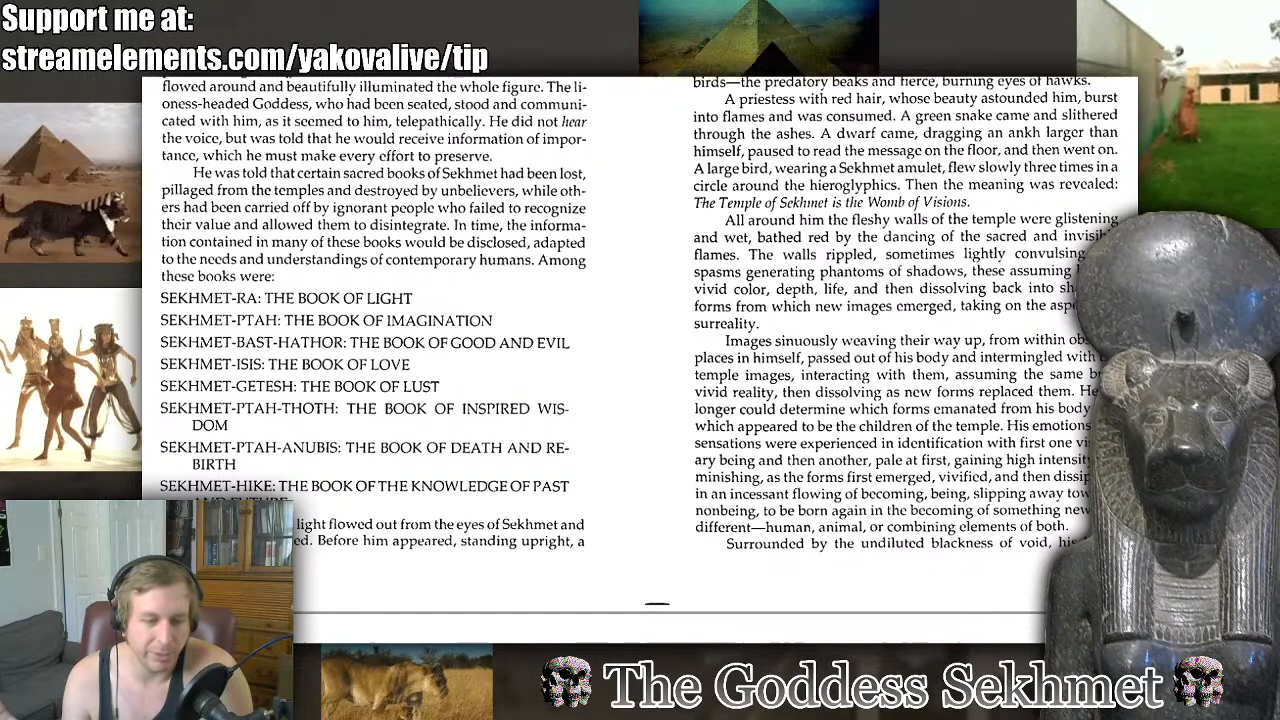 Support me at:
streamelements.com/yakovalive/tip
flowed around and beautifully illuminated the whole figure. The li-
oness-headed Goddess, who had been seated, stood and communi-
cated with him, as it seemed to him, telepathically. He did not hear
the voice, but was told that he would receive information of impor-
tance, which he must make every effort to preserve.
He was told that certain sacred books of Sekhmet had been lost,
pillaged from the temples and destroyed by unbelievers, while oth-
ers had been carried off by ignorant people who failed to recognize
their value and allowed them to disintegrate. In time, the informa-
tion contained in many of these books would be disclosed, adapted
to the needs and understandings of contemporary humans. Among
these books were:
SEKHMET-RA: THE BOOK OF LIGHT
SEKHMET-PTAH: THE BOOK OF IMAGINATION
SEKHMET-BAST-HATHOR: THE BOOK OF GOOD AND EVIL
SEKHMET-ISIS: THE BOOK OF LOVE
SEKHMET-GETESH: THE BOOK OF LUST
SEKHMET-PTAH-THOTH: THE BOOK OF INSPIRED WIS-
DOM
SEKHMET-PTAH-ANUBIS: THE BOOK OF DEATH AND RE-
BIRTH
SEKHMET-HIKE: THE BOOK OF THE KNOWLEDGE OF PAST
light flowed out from the eyes of Sekhmet and
ed. Before him appeared, standing upright, a
birds—the predatory beaks and fierce, burning eyes of hawks.
A priestess with red hair, whose beauty astounded him, burst
into flames and was consumed. A green snake came and slithered
through the ashes. A dwarf came, dragging an ankh larger than
himself, paused to read the message on the floor, and then went on.
A large bird, wearing a Sekhmet amulet, flew slowly three times in a
circle around the hieroglyphics. Then the meaning was revealed:
The Temple of Sekhmet is the Womb of Visions.
All around him the fleshy walls of the temple were glistening
and wet, bathed red by the dancing of the sacred and invisi
flames. The walls rippled, sometimes lightly convulsing
spasms generating phantoms of shadows, these assuming
vivid color, depth, life, and then dissolving back into sh
forms from which new images emerged, taking on the asp
surreality.
Images sinuously weaving their way up, from within ob
places in himself, passed out of his body and intermingled with
temple images, interacting with them, assuming the same b
vivid reality, then dissolving as new forms replaced them. He
longer could determine which forms emanated from his body
which appeared to be the children of the temple. His emotions
sensations were experienced in identification with first one vi
ary being and then another, pale at first, gaining high intensit
minishing, as the forms first emerged, vivified, and then dissip
in an incessant flowing of becoming, being, slipping away tow
nonbeing, to be born again in the becoming of something new
different—human, animal, or combining elements of both.
Surrounded by the undiluted blackness of void, his
The Goddess Sekhmet